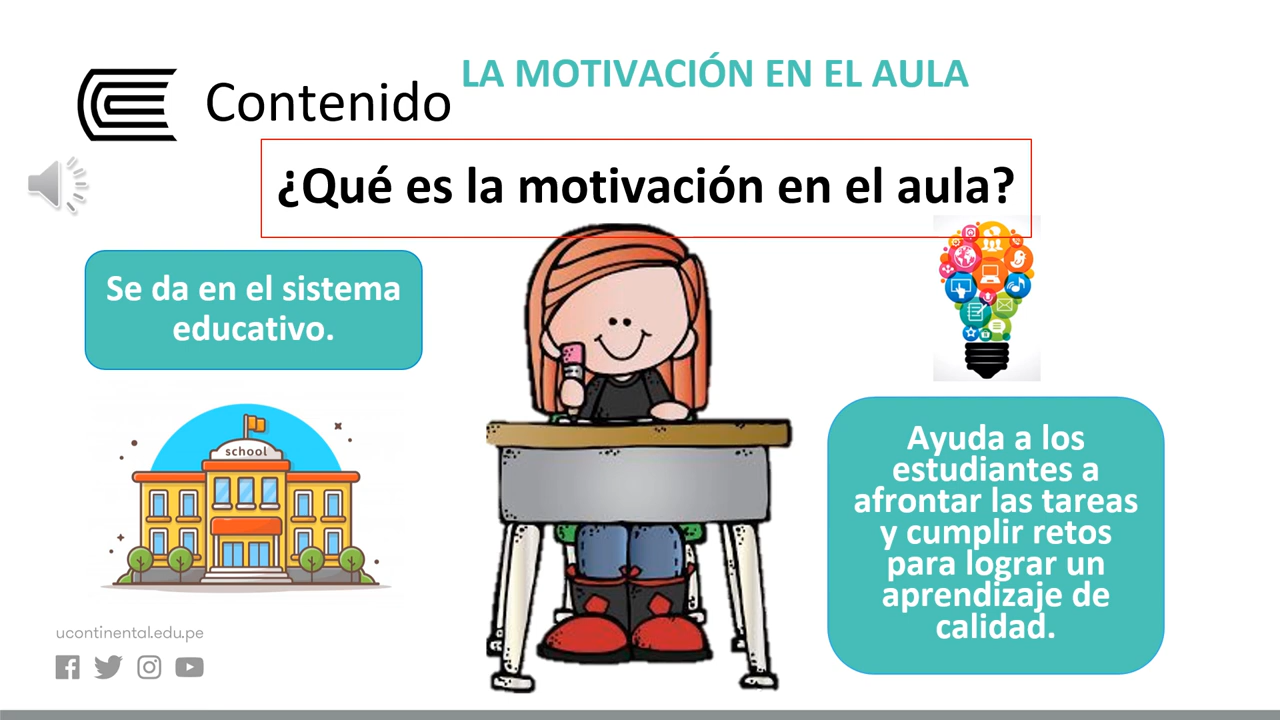 LA MOTIVACIÓN EN EL AULA
Contenido
¿Qué es la motivación en el aula?
Se da en el sistema
educativo.
school
Ayuda a los
estudiantes a
afrontar las tareas
y cumplir retos
para lograr un
aprendizaje de
calidad.
ucontinental.edu.pe